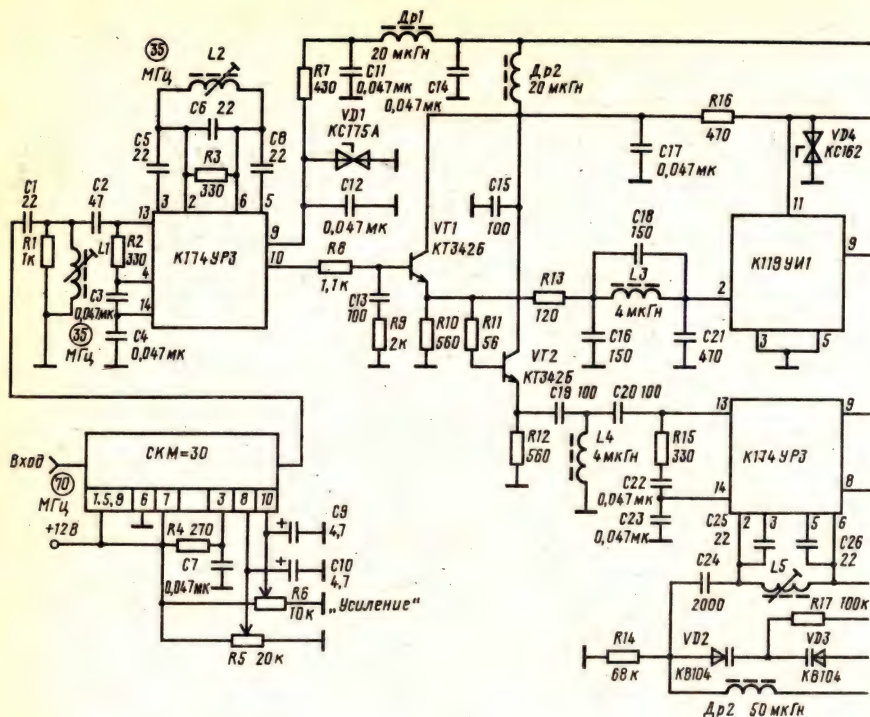 Др1
20 мкГн
35
МГц
L2
C6 22
C5
22
R3
330
C8
22
R7
430
C11
0,047мк
C14
0,047мк
Др2
20 мкГн
VD1
КС175А
C12
0,047мк
C17
0,047мк
R16
470
VD4
КС162
C1
22
C2
47
R1
1к
L1
R2
330
C3
0,047мк
35
МГц
C4
0,047мк
13
4
14
3
2
6
5
9
10
К174УР3
R8
1,1к
C13
100
R9
2к
VT1
КТ342Б
C15
100
R10
560
R11
56
R13
120
C18
150
L3
4мкГн
C16
150
C21
470
11
2
3
5
9
К119УИ1
VT2
КТ342Б
R12
560
C19 100
C20 100
L4
4мкГн
R15
330
C22
0,047мк
C23
0,047мк
13
14
9
8
2
3
5
6
К174УР3
C25
22
C26
22
C24
2000
L5
R17 100к
R14
68к
VD2
КВ104
VD3
КВ104
Др2 50мкГн
Вход
70
МГц
+12В
СКМ=30
1,5,9
6
7
3
8
10
R4 270
C7
0,047мк
C9
4,7
C10
4,7
R6
10к
„Усиление"
R5 20к